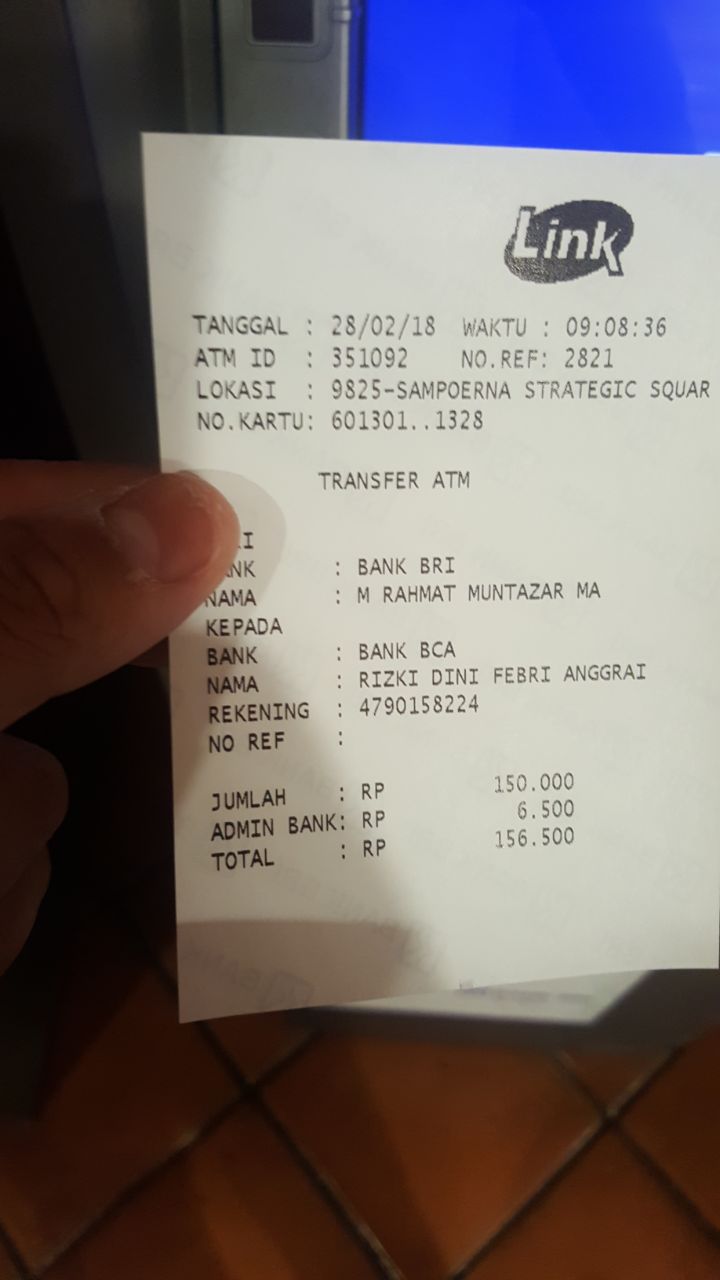 Link
TANGGAL : 28/02/18 WAKTU : 09:08:36
ATM ID : 351092 NO.REF: 2821
LOKASI : 9825-SAMPOERNA STRATEGIC SQUAR
NO.KARTU: 601301..1328
TRANSFER ATM
: BANK BRI
NAMA : M RAHMAT MUNTAZAR MA
KEPADA
BANK : BANK BCA
NAMA : RIZKI DINI FEBRI ANGGRAI
REKENING : 4790158224
NO REF :
JUMLAH : RP 150.000
ADMIN BANK: RP 6.500
TOTAL : RP 156.500